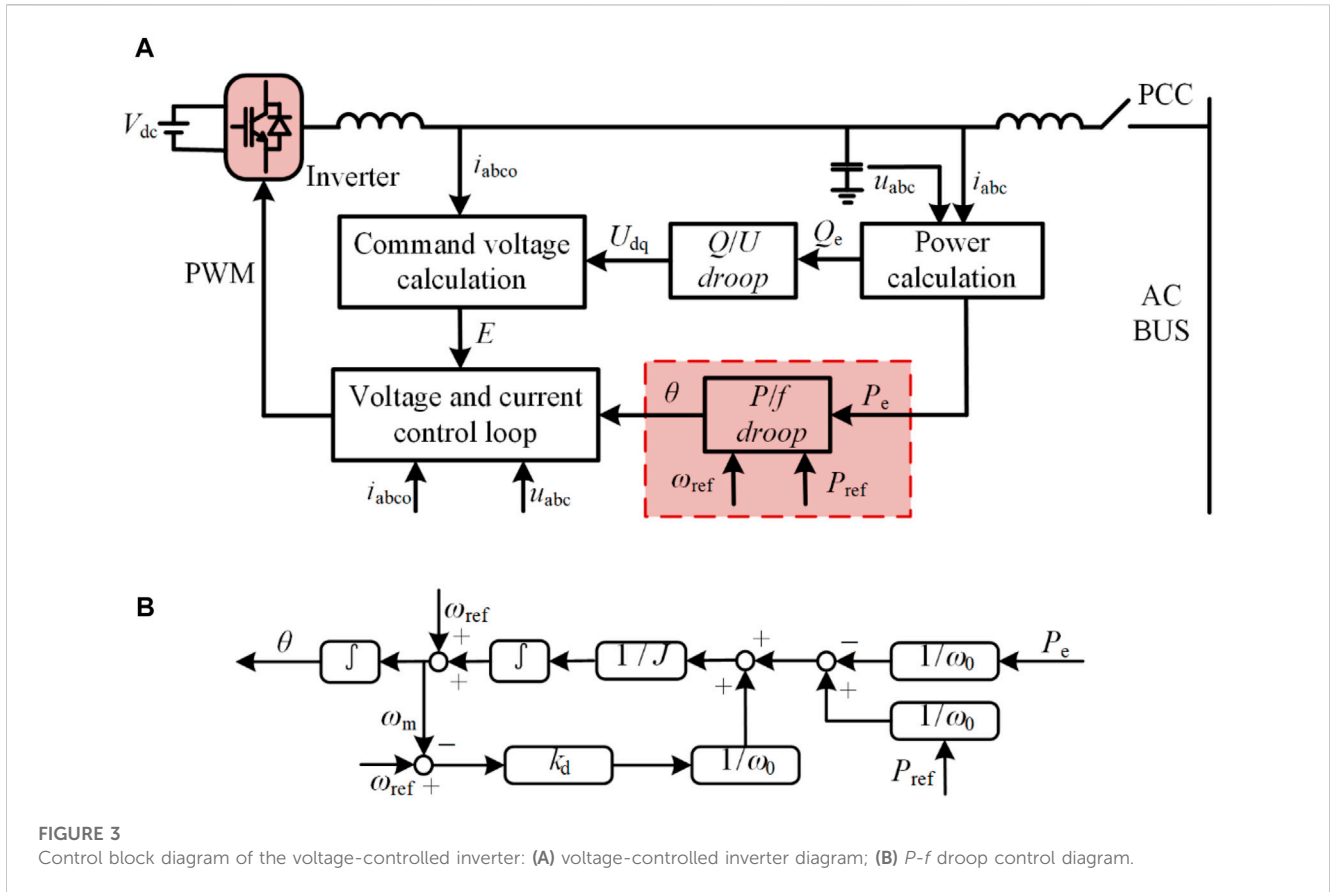 A
PCC
V_dc
Inverter
i_abco
u_abc
i_abc
Command voltage
calculation
U_dq
Q/U
droop
Q_e
Power
calculation
PWM
AC
BUS
E
Voltage and current
control loop
θ
P/f
droop
P_e
ω_ref
P_ref
i_abco
u_abc
B
ω_ref
θ
∫
+
+
∫
1/J
+
+
−
+
1/ω_0
P_e
1/ω_0
ω_m
−
ω_ref +
k_d
1/ω_0
P_ref
FIGURE 3
Control block diagram of the voltage-controlled inverter: (A) voltage-controlled inverter diagram; (B) P-f droop control diagram.